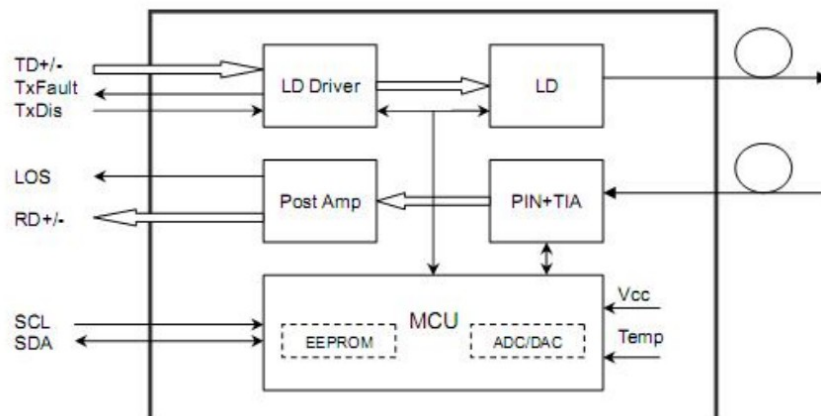 TD+/-
TxFault
TxDis
LD Driver
LD
LOS
RD+/-
Post Amp
PIN+TIA
SCL
SDA
MCU
EEPROM
ADC/DAC
Vcc
Temp